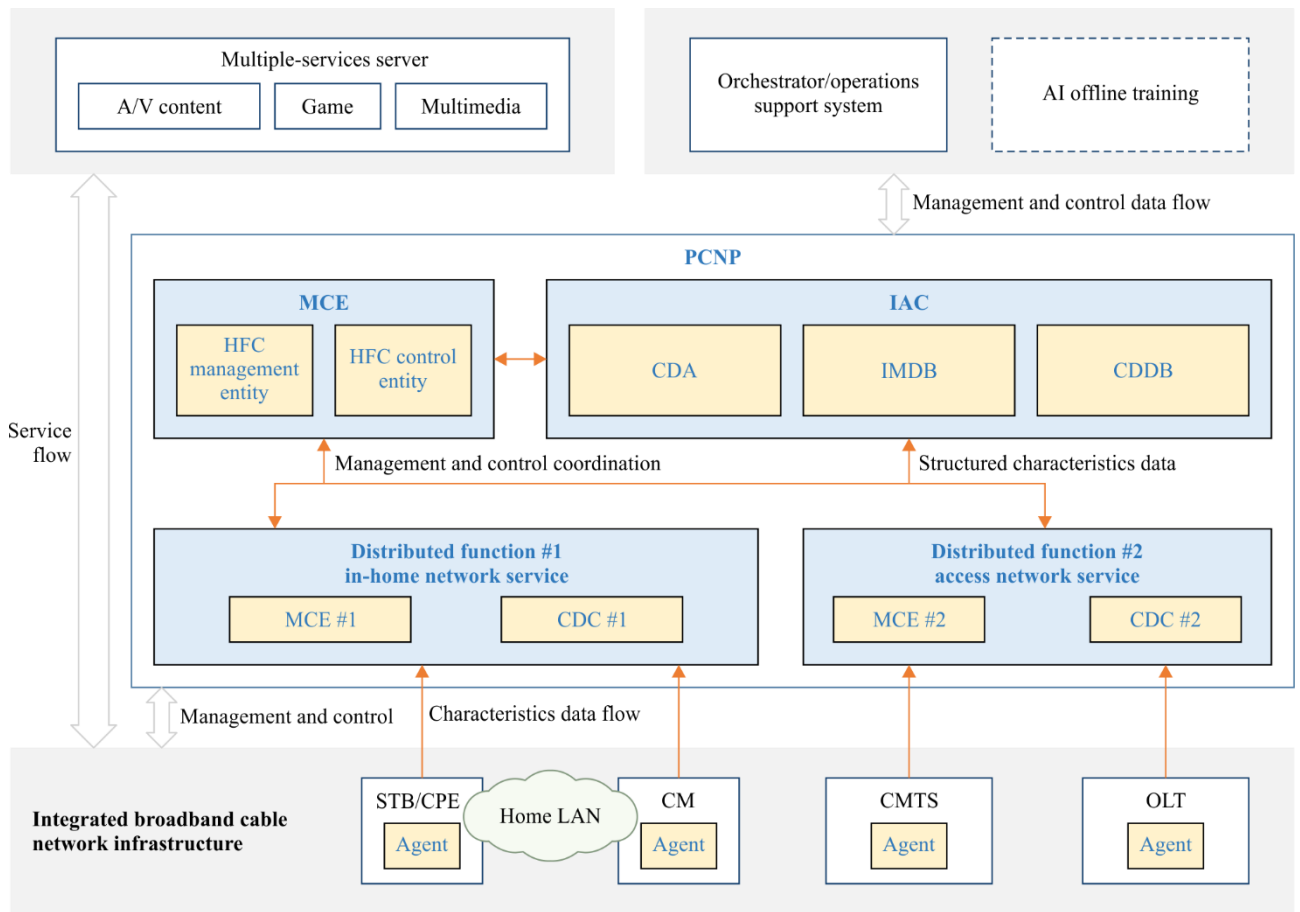 Multiple-services server
A/V content
Game
Multimedia
Orchestrator/operations
support system
AI offline training
Management and control data flow
PCNP
MCE
HFC
management
entity
HFC control
entity
IAC
CDA
IMDB
CDDB
Service
flow
Management and control coordination
Structured characteristics data
Distributed function #1
in-home network service
MCE #1
CDC #1
Distributed function #2
access network service
MCE #2
CDC #2
Management and control
Characteristics data flow
Integrated broadband cable
network infrastructure
STB/CPE
Agent
Home LAN
CM
Agent
CMTS
Agent
OLT
Agent